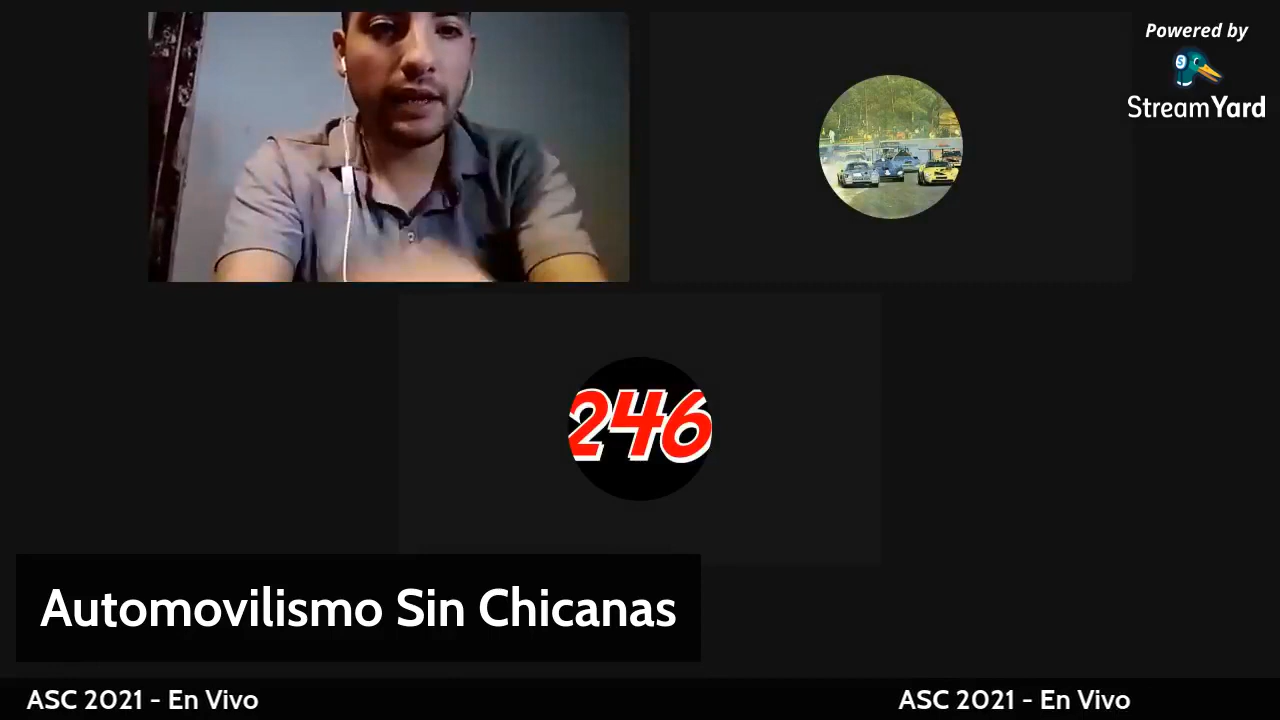 Powered by
StreamYard
246
Automovilismo Sin Chicanas
ASC 2021 - En Vivo
ASC 2021 - En Vivo